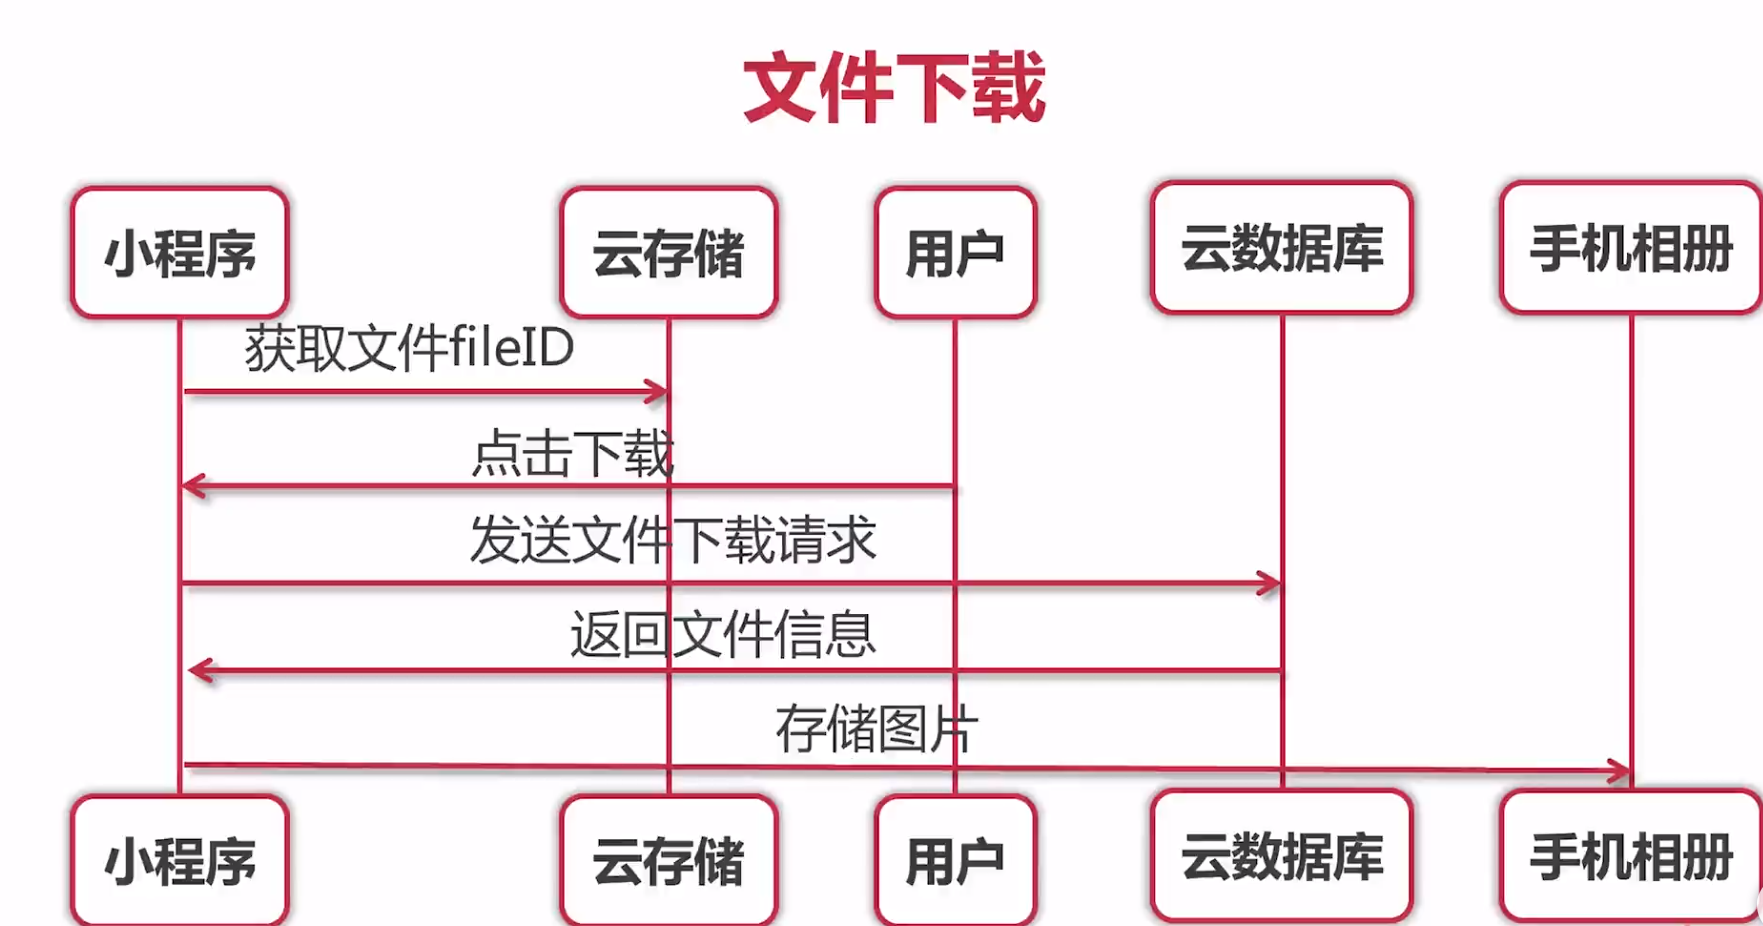 文件下载
小程序
云存储
用户
云数据库
手机相册
获取文件fileID
点击下载
发送文件下载请求
返回文件信息
存储图片
小程序
云存储
用户
云数据库
手机相册